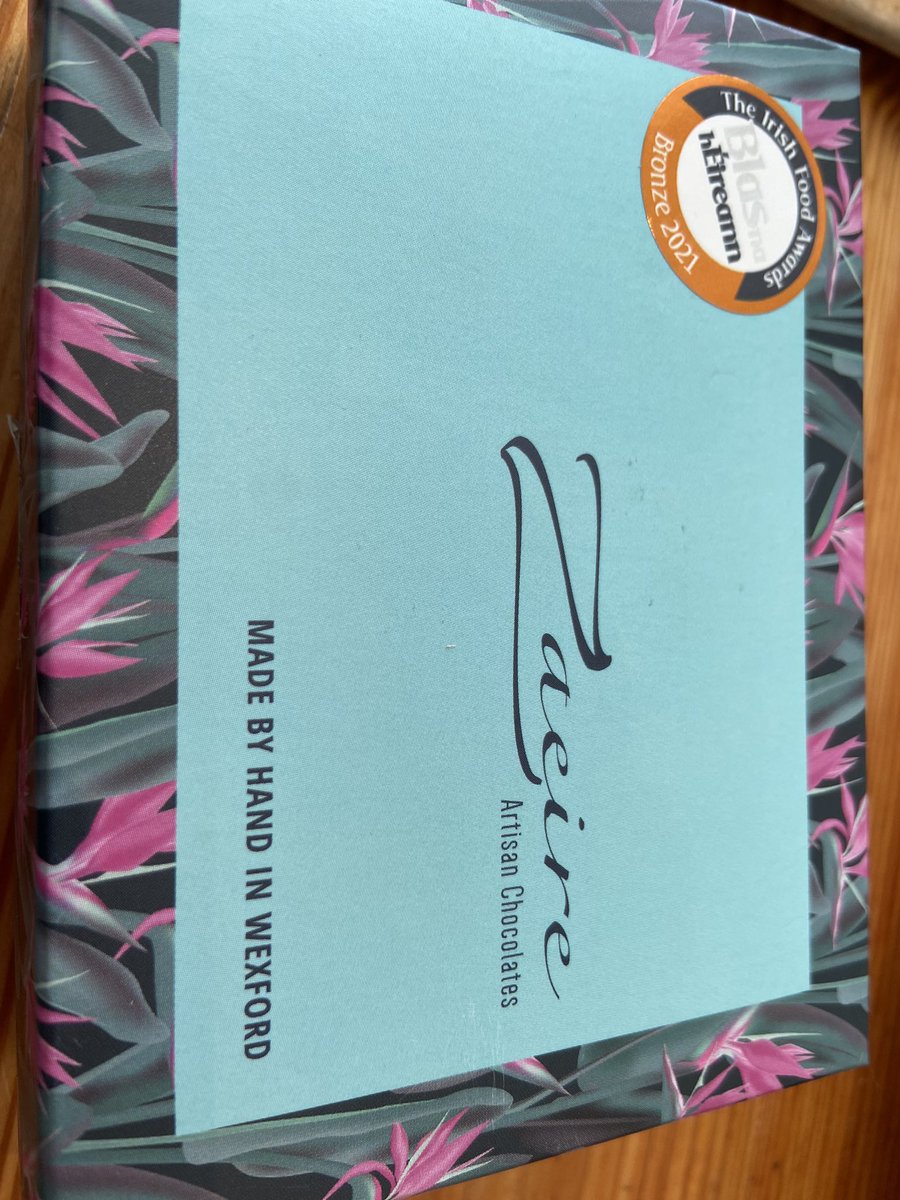 The Irish Food Awards
Blas na
hÉireann
Bronze 2021
Zaeire
Artisan Chocolates
MADE BY HAND IN WEXFORD